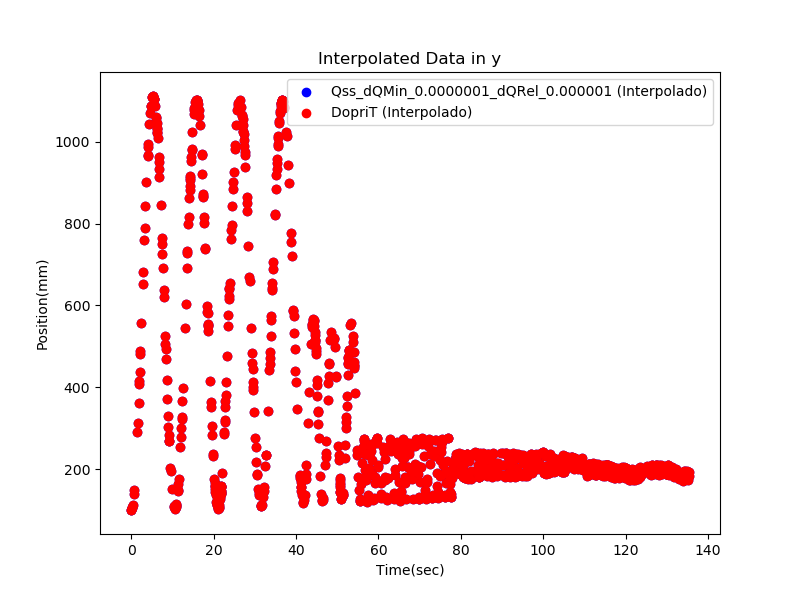 Interpolated Data in y
Qss_dQMin_0.0000001_dQRel_0.000001 (Interpolado)
DopriT (Interpolado)
1000
800
600
400
200
Position(mm)
0
20
40
60
80
100
120
140
Time(sec)